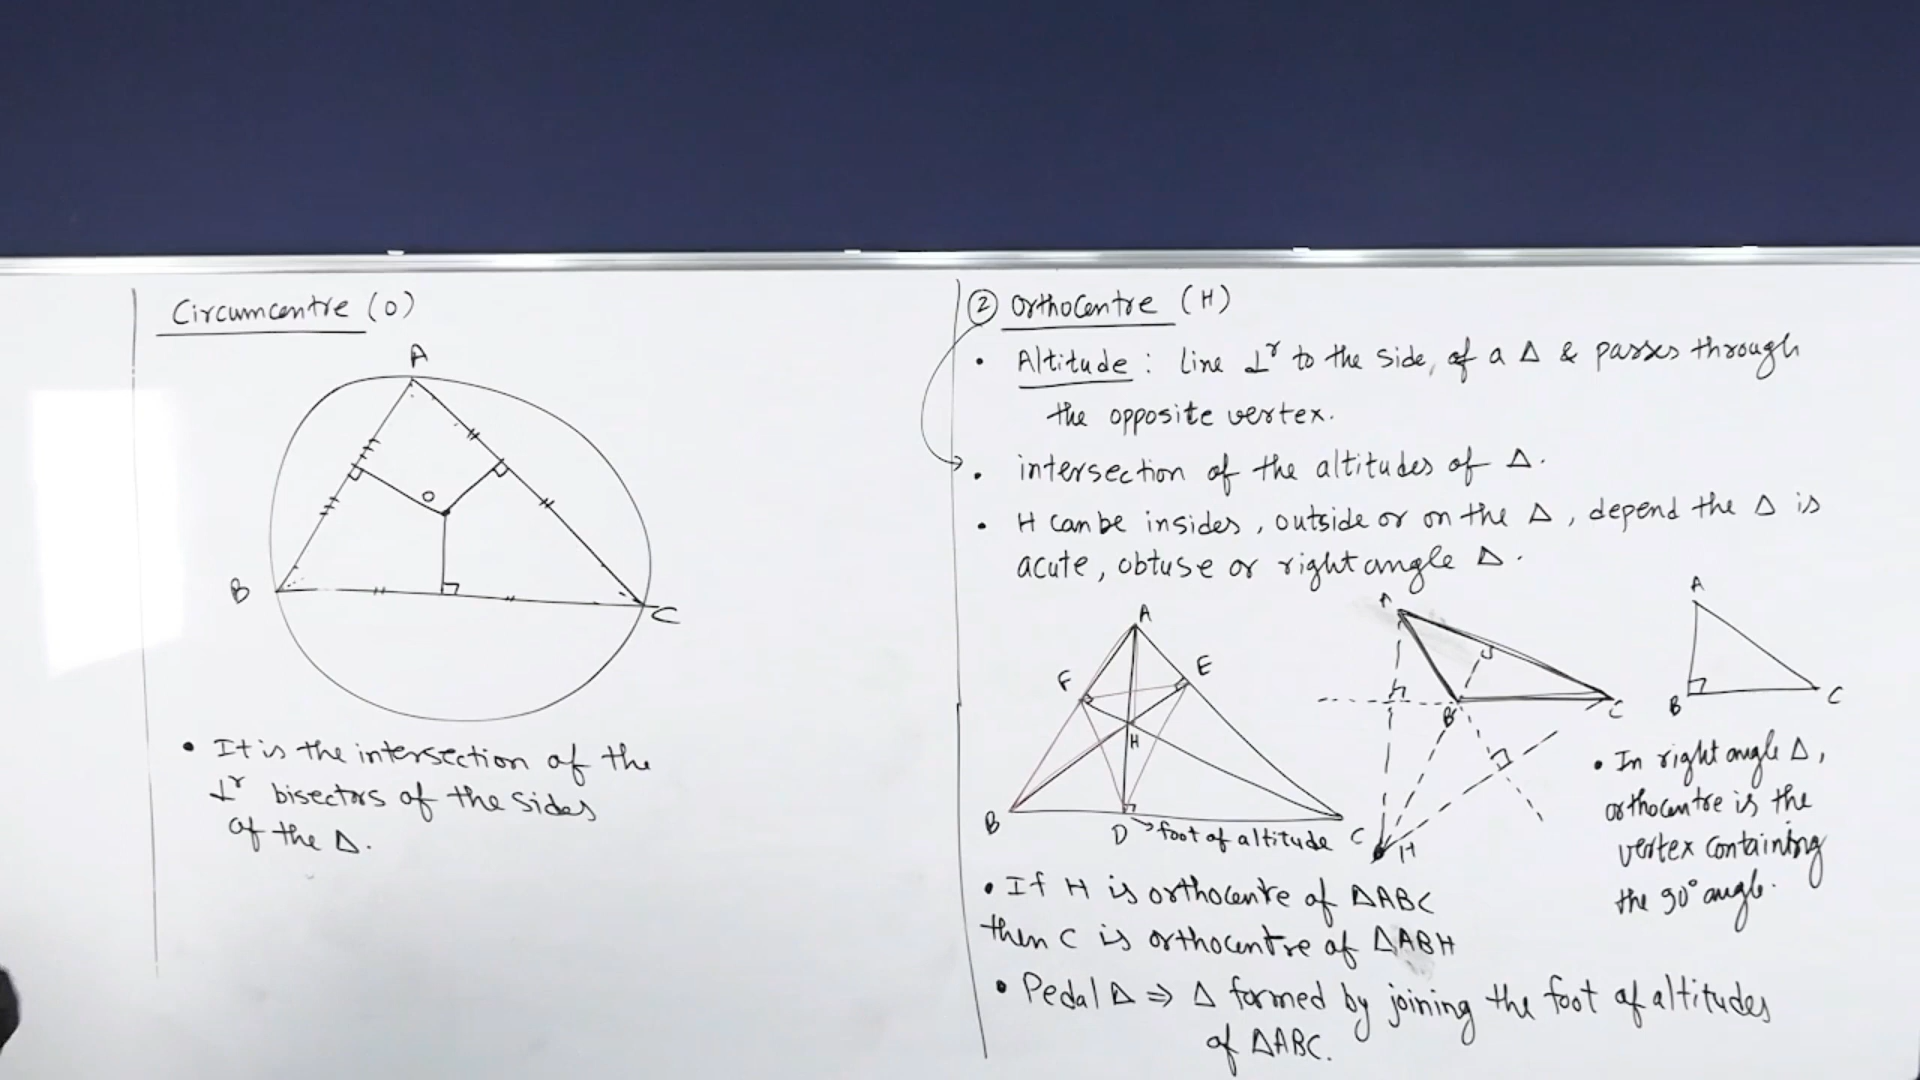 Circumcentre (O)
A
O
B
C
• It is the intersection of the
⊥r bisectors of the sides
of the Δ.
② Orthocentre (H)
• Altitude : line ⊥r to the side, of a Δ & passes through
the opposite vertex.
• intersection of the altitudes of Δ.
• H can be insides, outside or on the Δ, depend the Δ is
acute, obtuse or right angle Δ.
A
F
E
H
B
D
→ foot of altitude
C
A
B
C
H
A
B
C
• In right angle Δ,
orthocentre is the
vertex containing
the 90° angle.
• If H is orthocentre of ΔABC
then C is orthocentre of ΔABH
• Pedal Δ ⇒ Δ formed by joining the foot of altitudes
of ΔABC.